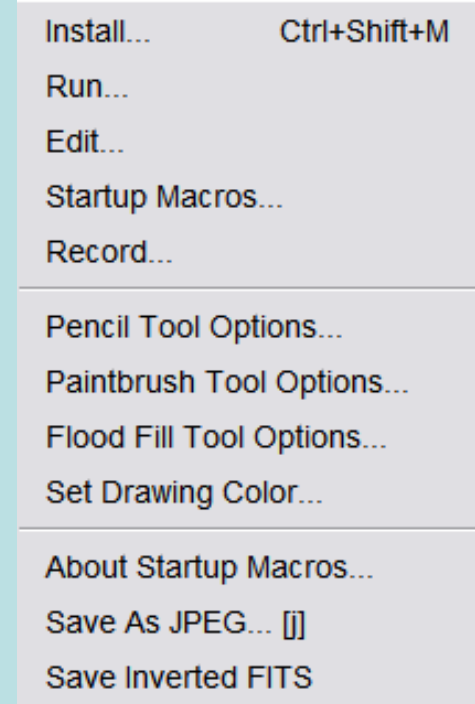 Install... Ctrl+Shift+M
Run...
Edit...
Startup Macros...
Record...
Pencil Tool Options...
Paintbrush Tool Options...
Flood Fill Tool Options...
Set Drawing Color...
About Startup Macros...
Save As JPEG... [j]
Save Inverted FITS